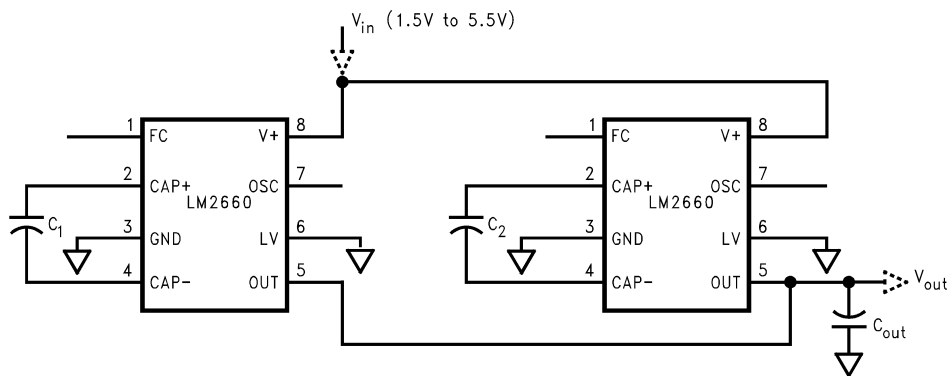 V_in (1.5V to 5.5V)
1 FC V+ 8
2 CAP+ OSC 7
LM2660
C_1
3 GND LV 6
4 CAP- OUT 5
1 FC V+ 8
2 CAP+ OSC 7
LM2660
C_2
3 GND LV 6
4 CAP- OUT 5
V_out
C_out